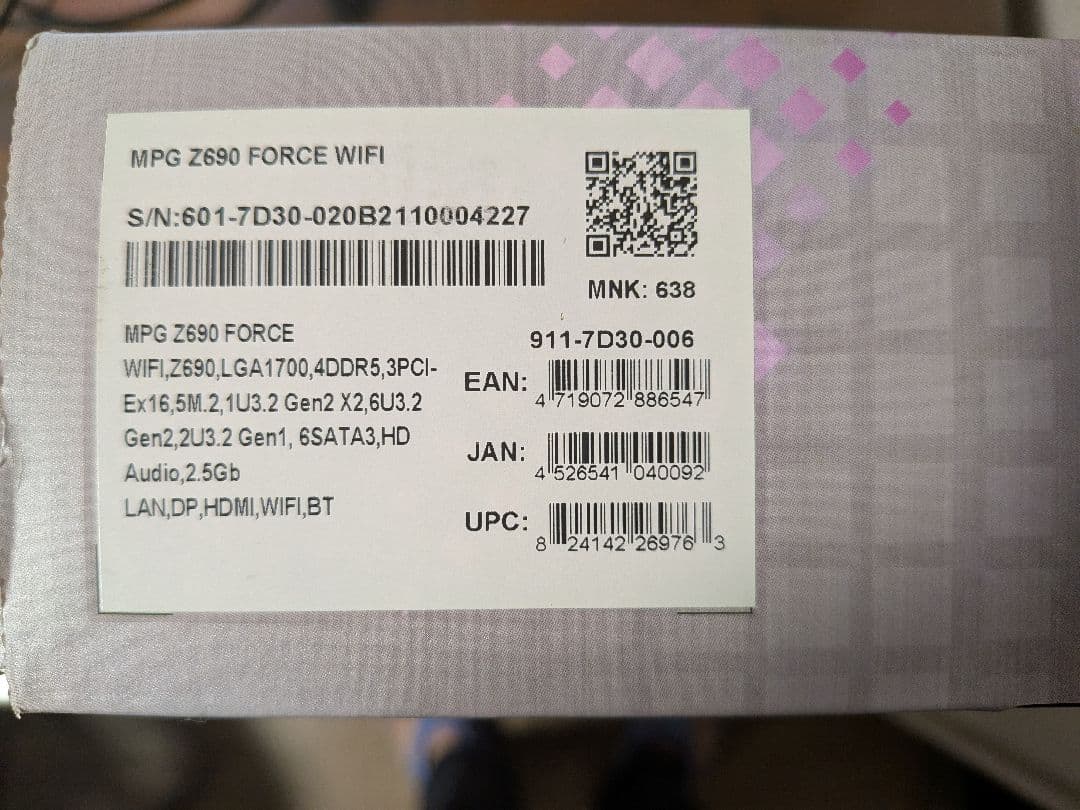 MPG Z690 FORCE WIFI
S/N:601-7D30-020B2110004227
MNK: 638
MPG Z690 FORCE
WIFI,Z690,LGA1700,4DDR5,3PCI-
Ex16,5M.2,1U3.2 Gen2 X2,6U3.2
Gen2,2U3.2 Gen1, 6SATA3,HD
Audio,2.5Gb
LAN,DP,HDMI,WIFI,BT
911-7D30-006
EAN:
4 719072 886547
JAN:
4 526541 040092
UPC:
8 24142 26976 3